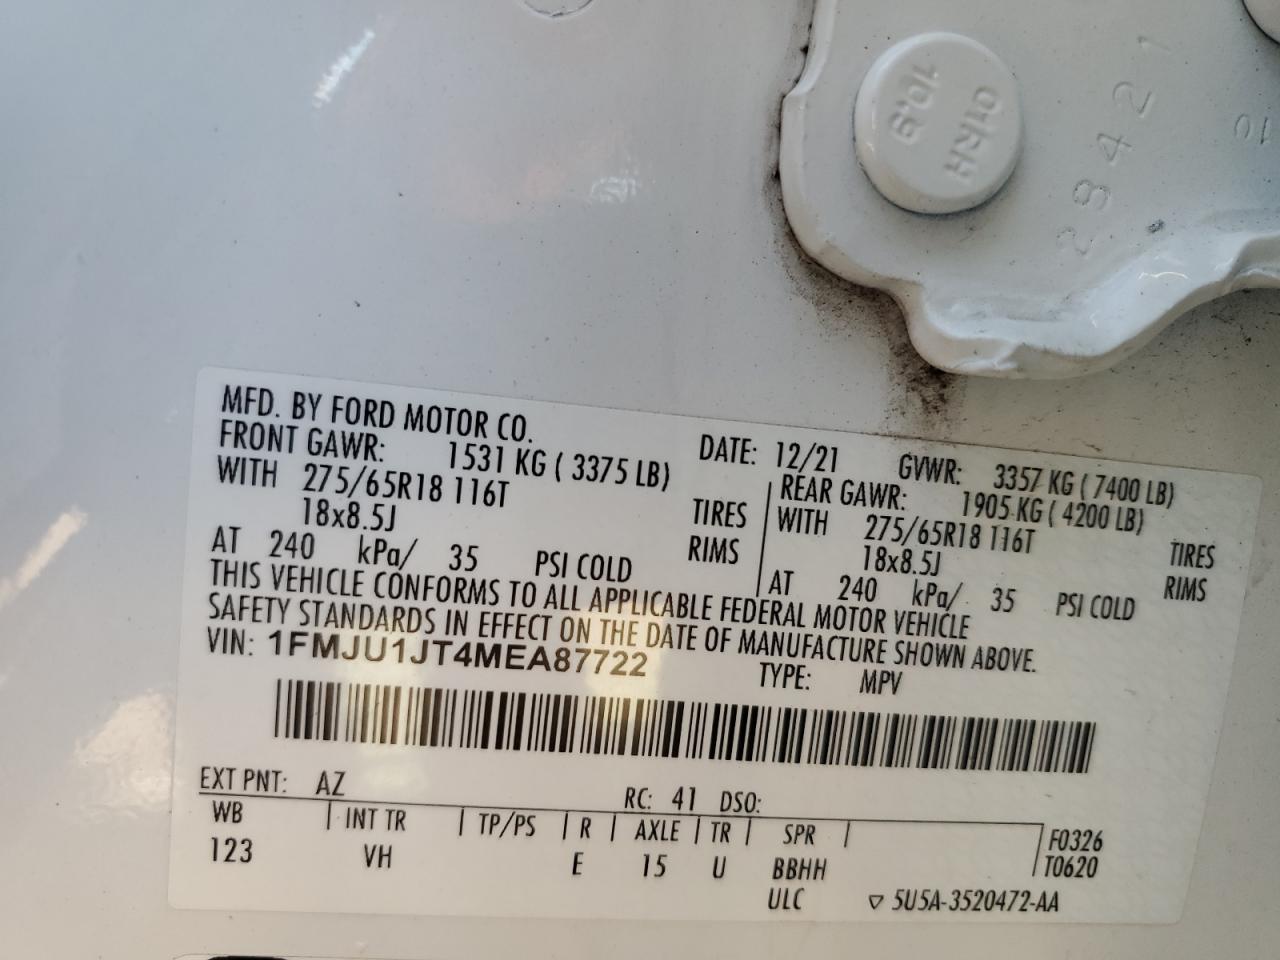 01RH
10.9
28421
01
MFD. BY FORD MOTOR CO.
DATE: 12/21 GVWR: 3357 KG ( 7400 LB)
FRONT GAWR: 1531 KG ( 3375 LB) REAR GAWR: 1905 KG ( 4200 LB)
WITH 275/65R18 116T TIRES WITH 275/65R18 116T TIRES
18x8.5J RIMS 18x8.5J RIMS
AT 240 kPa/ 35 PSI COLD AT 240 kPa/ 35 PSI COLD
THIS VEHICLE CONFORMS TO ALL APPLICABLE FEDERAL MOTOR VEHICLE
SAFETY STANDARDS IN EFFECT ON THE DATE OF MANUFACTURE SHOWN ABOVE.
VIN: 1FMJU1JT4MEA87722 TYPE: MPV
EXT PNT: AZ RC: 41 DSO:
WB INT TR TP/PS R AXLE TR SPR F0326
123 VH E 15 U BBHH T0620
ULC ▽ 5U5A-3520472-AA